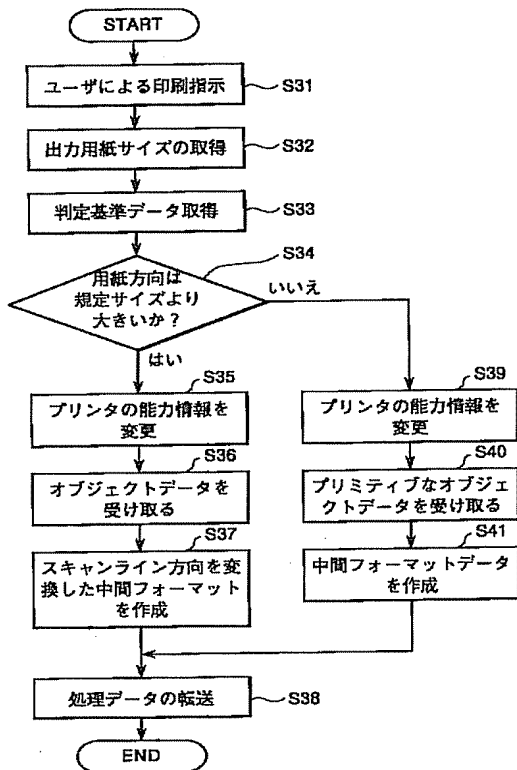 START
ユーザによる印刷指示
S31
出力用紙サイズの取得
S32
判定基準データ取得
S33
S34
用紙方向は
規定サイズより
大きいか？
いいえ
はい
S35
プリンタの能力情報を
変更
S36
オブジェクトデータを
受け取る
S37
スキャンライン方向を変
換した中間フォーマット
を作成
S39
プリンタの能力情報を
変更
S40
プリミティブなオブジェ
クトデータを受け取る
S41
中間フォーマットデータ
を作成
処理データの転送
S38
END